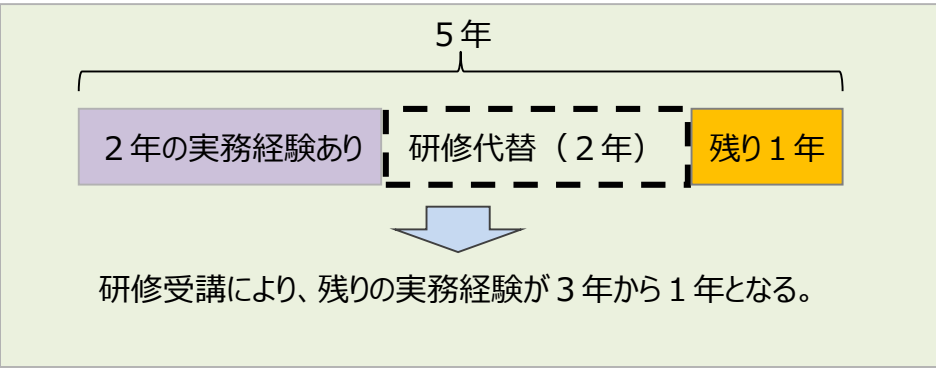 ５年
２年の実務経験あり 研修代替（２年） 残り１年
研修受講により、残りの実務経験が３年から１年となる。